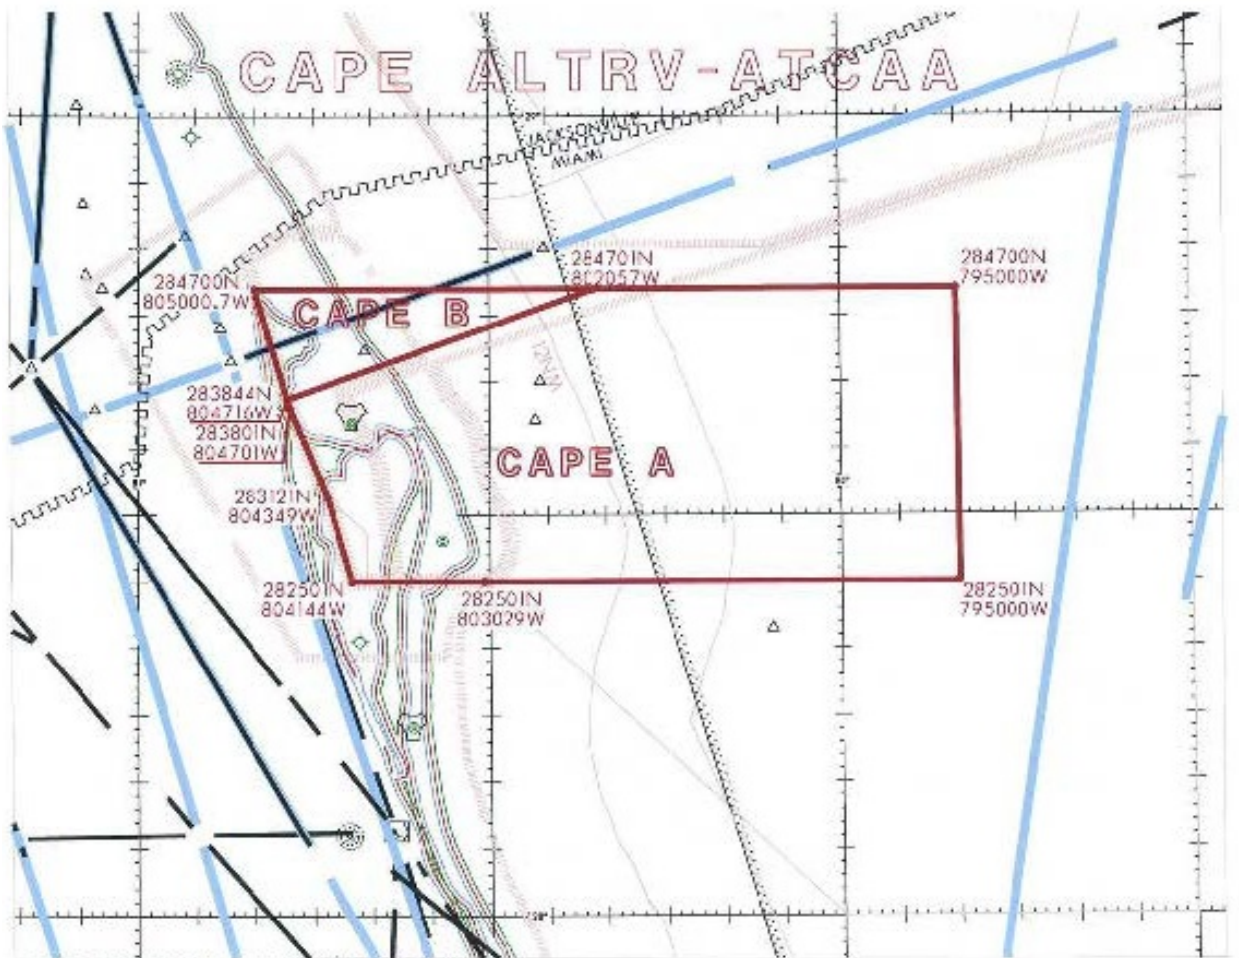 CAPE ALTRV-ATCAA
JACKSONVILLE
MIAMI
284700N
805000.7W
CAPE B
284701N
802057W
284700N
795000W
12NM
283844N
804716W
283801N
804701W
CAPE A
283121N
804349W
282501N
804144W
282501N
803029W
282501N
795000W